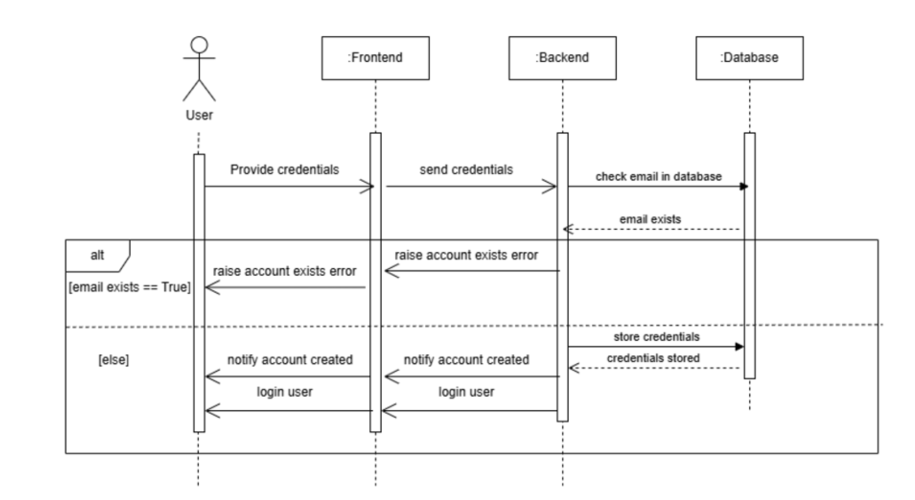 :Frontend
:Backend
:Database
User
Provide credentials
send credentials
check email in database
email exists
alt
raise account exists error
raise account exists error
[email exists == True]
store credentials
[else]
notify account created
notify account created
credentials stored
login user
login user